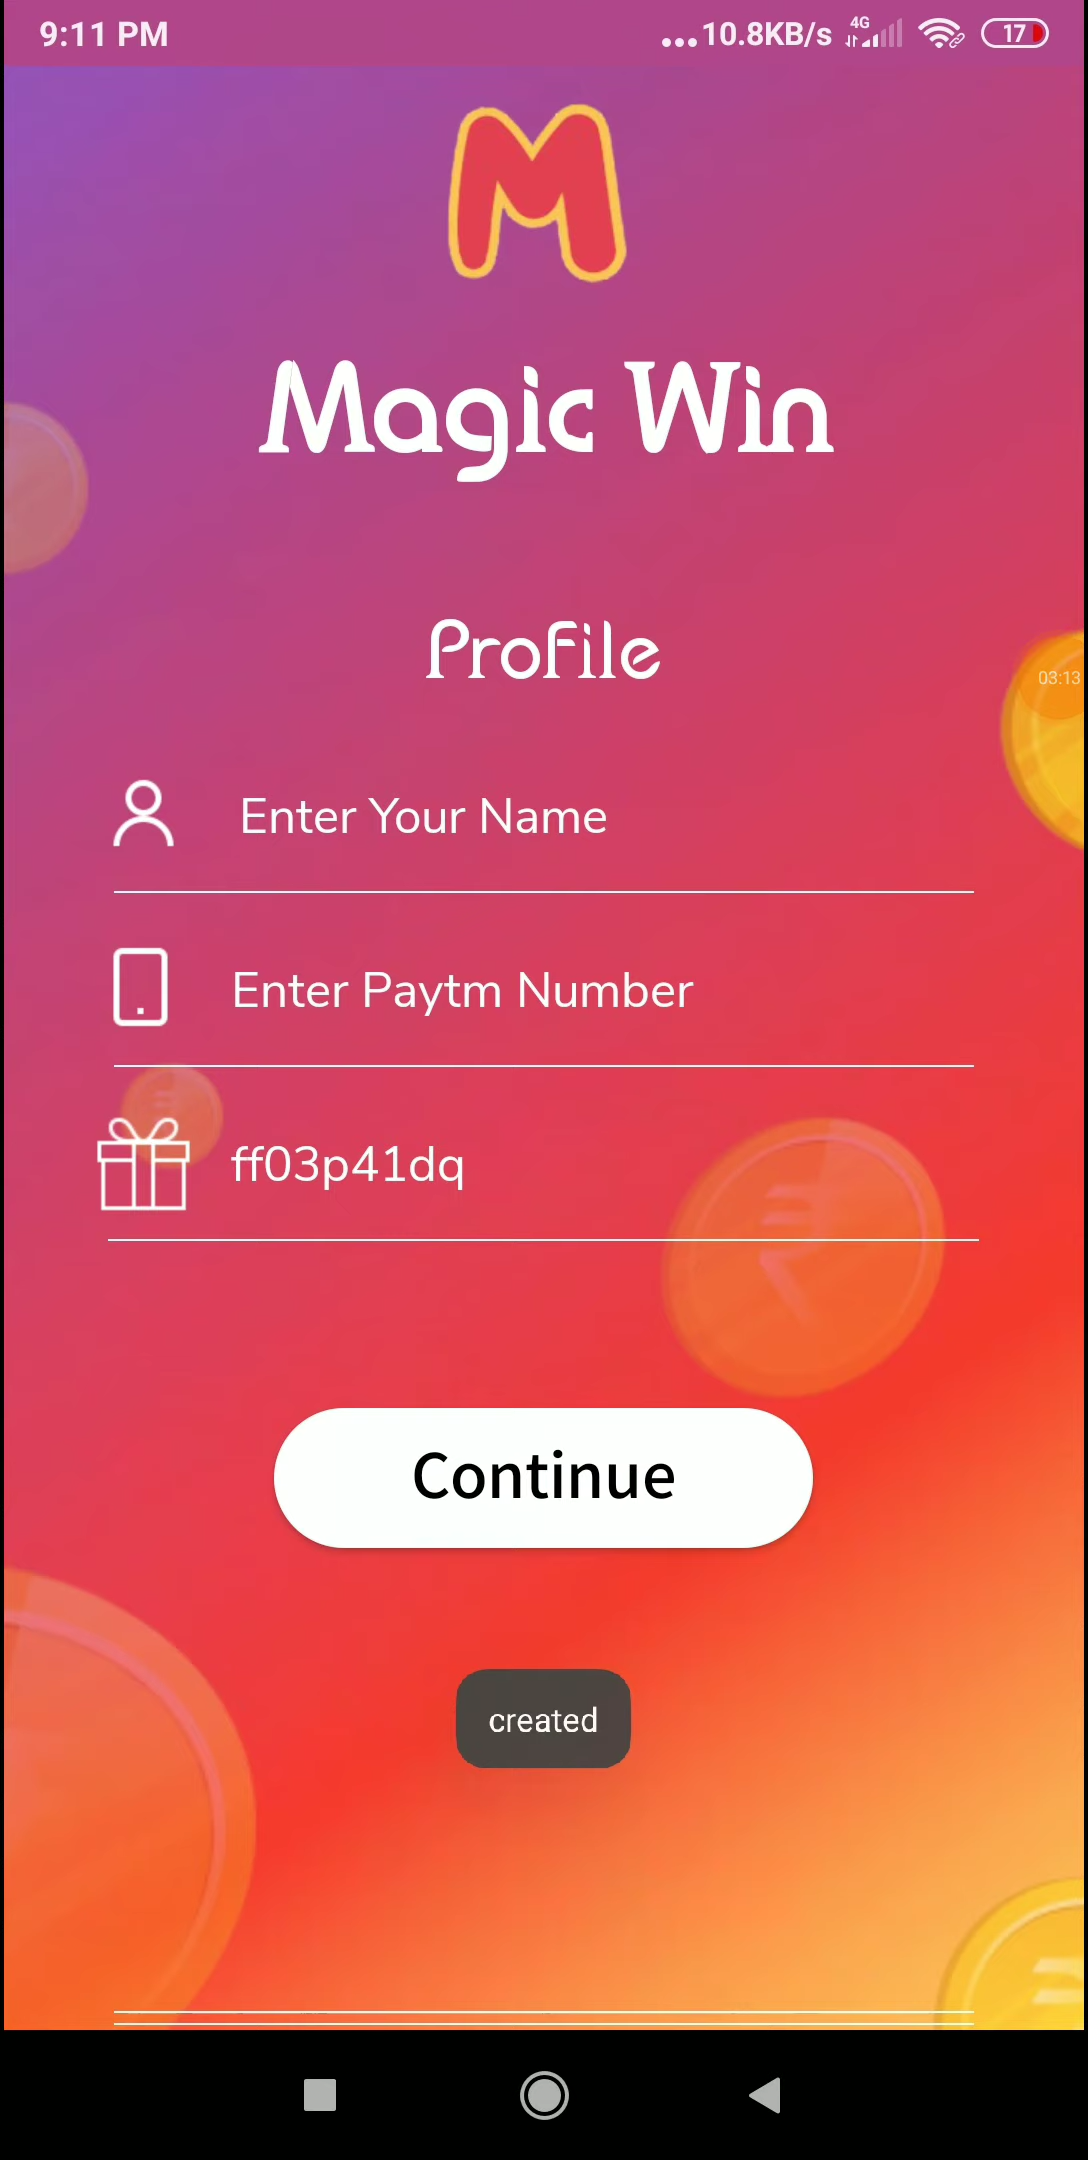 9:11 PM
...10.8KB/s 4G 17
M
Magic Win
Profile
03:13
Enter Your Name
Enter Paytm Number
ff03p41dq
₹
Continue
created